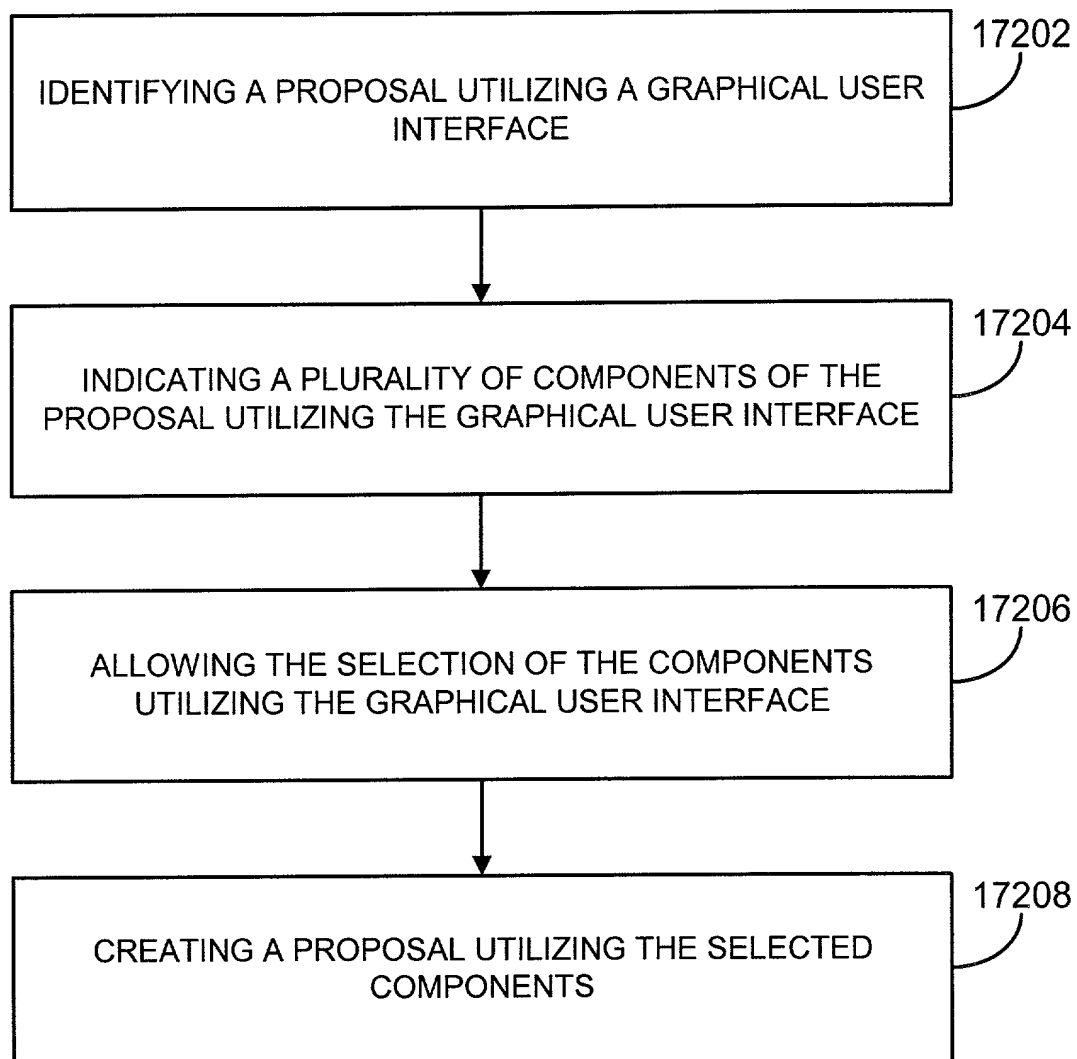 17202
IDENTIFYING A PROPOSAL UTILIZING A GRAPHICAL USER
INTERFACE
17204
INDICATING A PLURALITY OF COMPONENTS OF THE
PROPOSAL UTILIZING THE GRAPHICAL USER INTERFACE
17206
ALLOWING THE SELECTION OF THE COMPONENTS
UTILIZING THE GRAPHICAL USER INTERFACE
17208
CREATING A PROPOSAL UTILIZING THE SELECTED
COMPONENTS